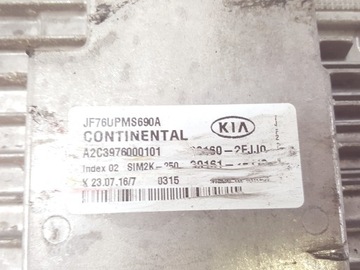 JF76UPMS690A
CONTINENTAL KIA
A2C3976000101
Index 02 SIM2K-250
K 23.07.16/7 0315